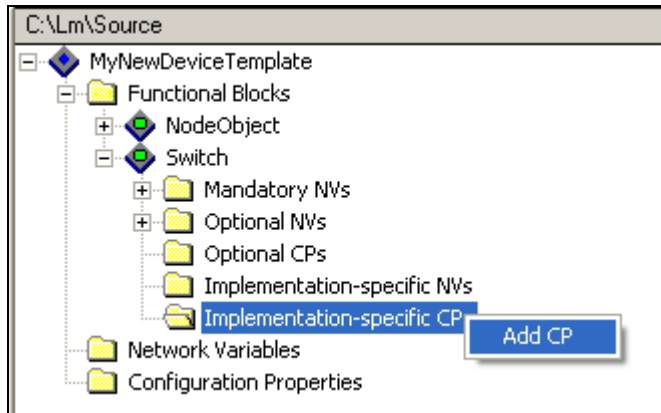 C:\Lm\Source
MyNewDeviceTemplate
Functional Blocks
NodeObject
Switch
Mandatory NVs
Optional NVs
Optional CPs
Implementation-specific NVs
Implementation-specific CP
Add CP
Network Variables
Configuration Properties